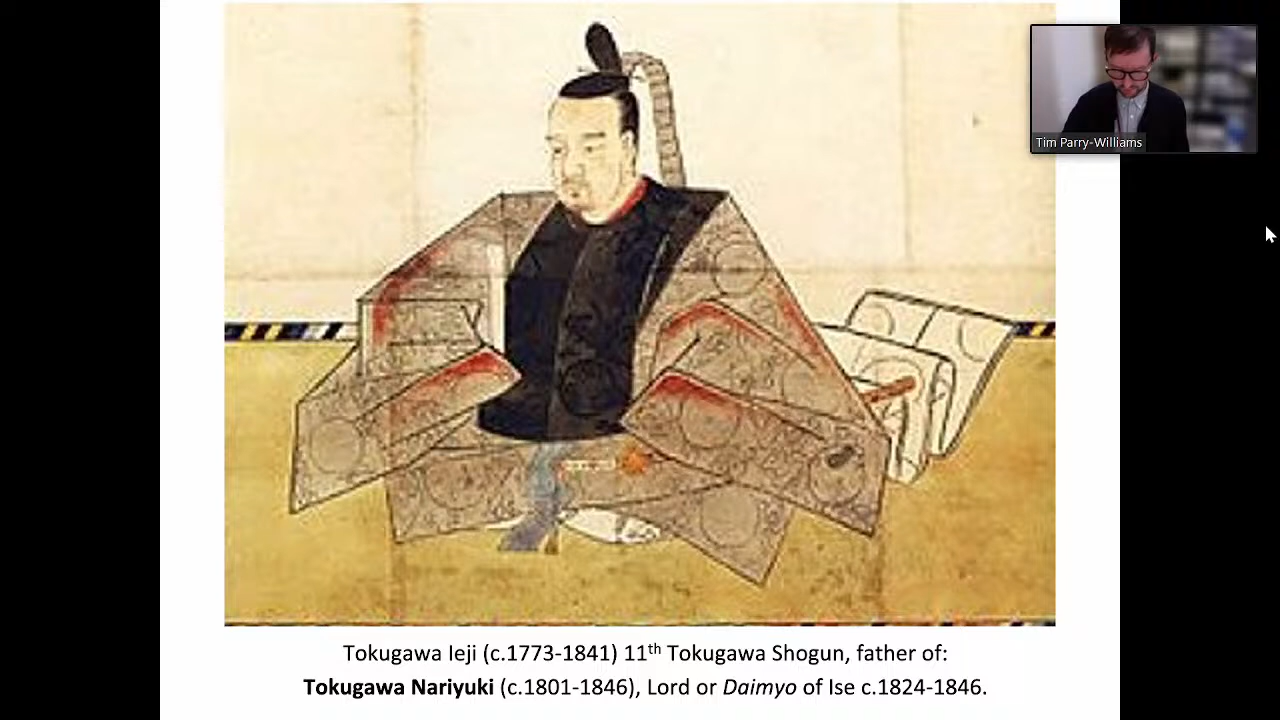 Tim Parry-Williams
Tokugawa Ieji (c.1773-1841) 11th Tokugawa Shogun, father of:
Tokugawa Nariyuki (c.1801-1846), Lord or Daimyo of Ise c.1824-1846.